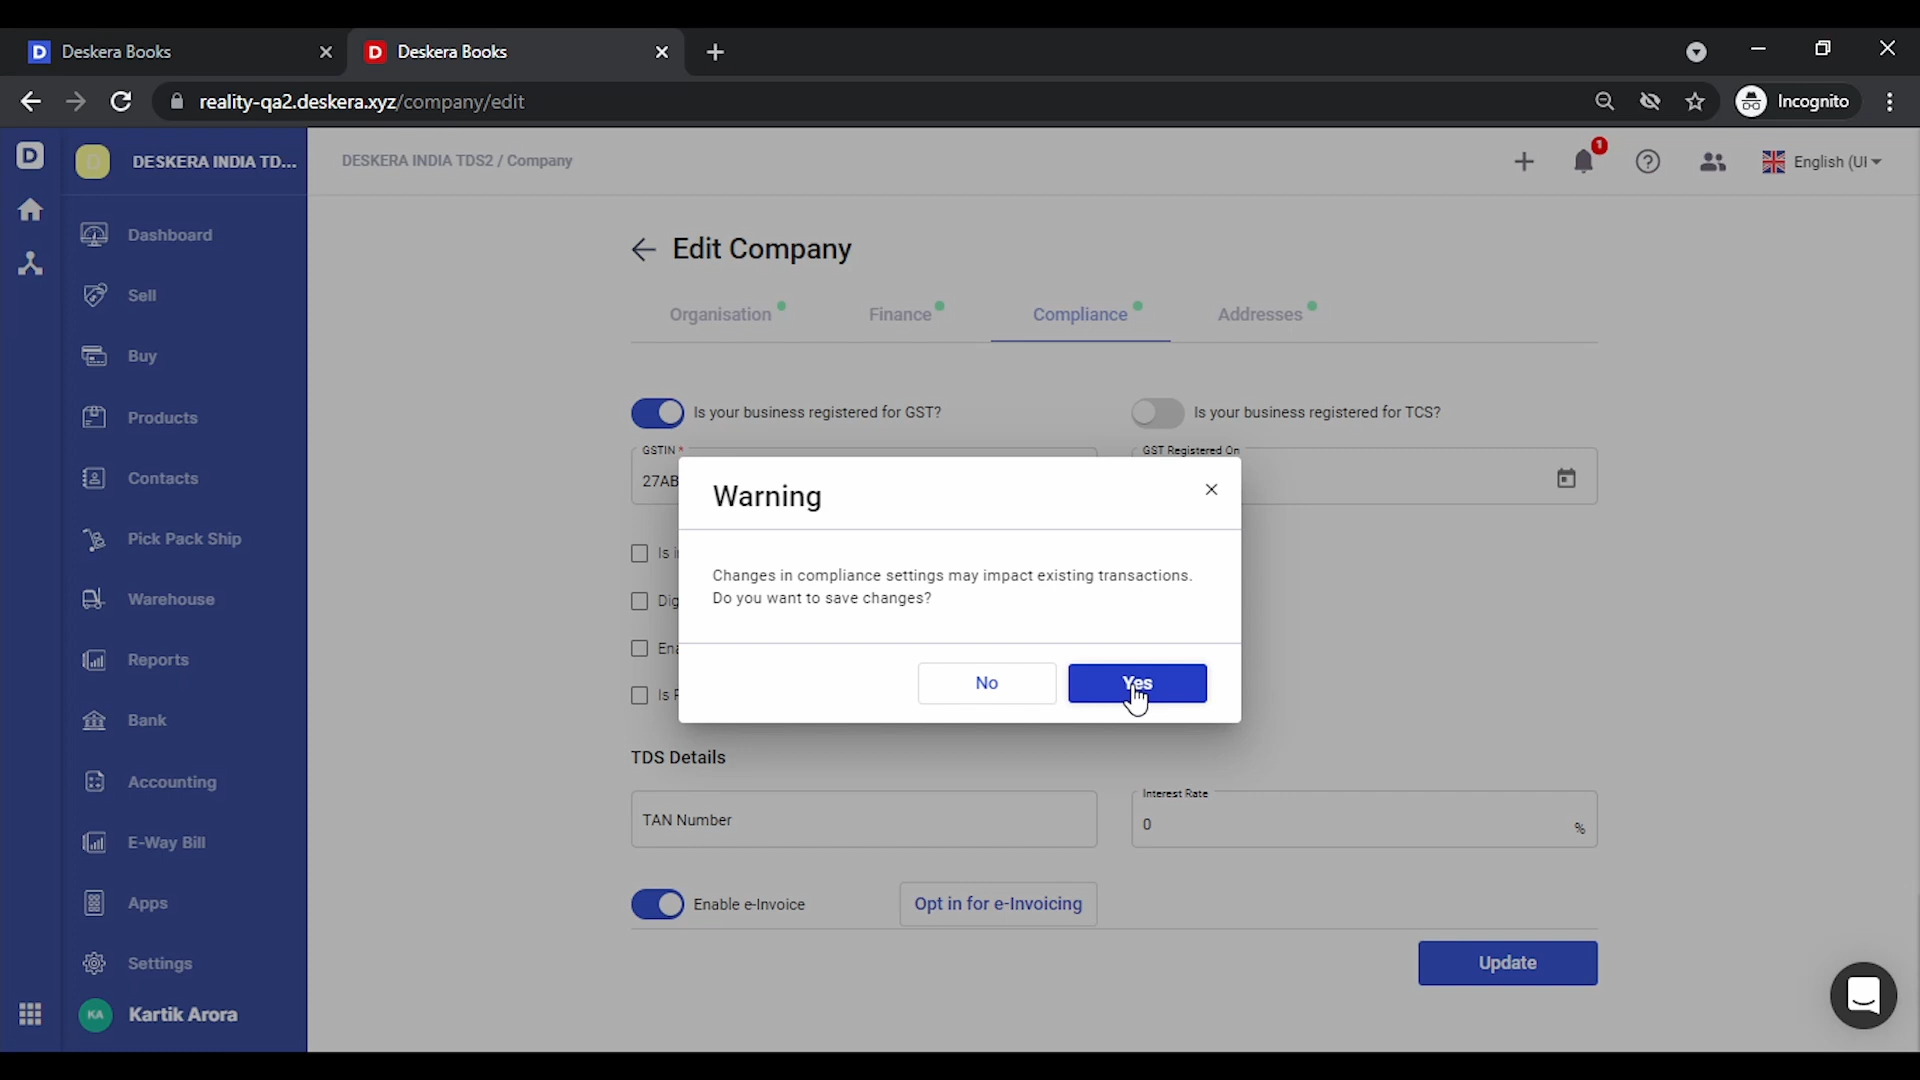 Deskera Books
Deskera Books
reality-qa2.deskera.xyz/company/edit
Incognito
DESKERA INDIA TD...
DESKERA INDIA TDS2 / Company
1
English (UI
Dashboard
Sell
Buy
Products
Contacts
Pick Pack Ship
Warehouse
Reports
Bank
Accounting
E-Way Bill
Apps
Settings
KA
Kartik Arora
Edit Company
Organisation
Finance
Compliance
Addresses
Is your business registered for GST?
Is your business registered for TCS?
GSTIN *
27AB
GST Registered On
Warning
Changes in compliance settings may impact existing transactions.
Do you want to save changes?
No
Yes
TDS Details
TAN Number
Interest Rate
0
%
Enable e-Invoice
Opt in for e-Invoicing
Update